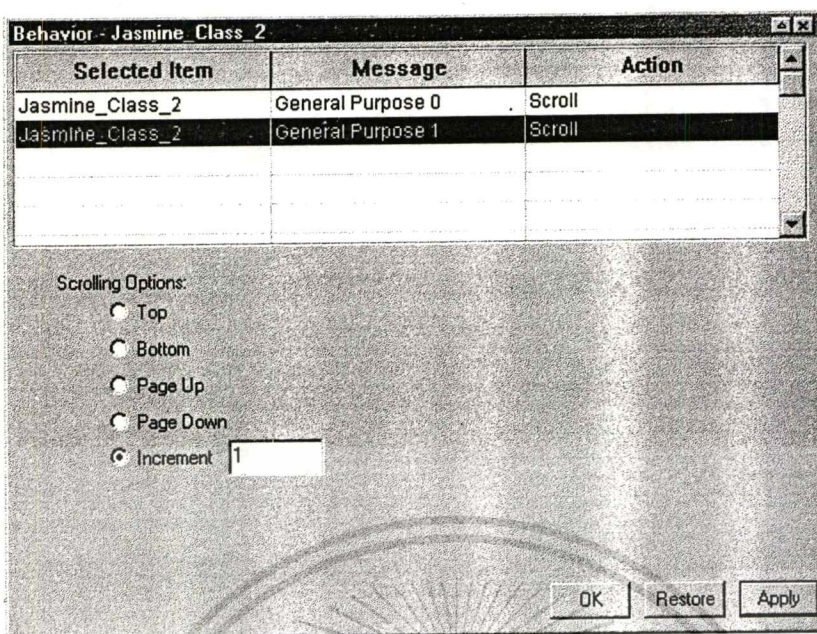 Behavior - Jasmine_Class_2
Selected Item Message Action
Jasmine_Class_2 General Purpose 0 Scroll
Jasmine_Class_2 General Purpose 1 Scroll
Scrolling Options:
Top
Bottom
Page Up
Page Down
Increment 1
OK Restore Apply